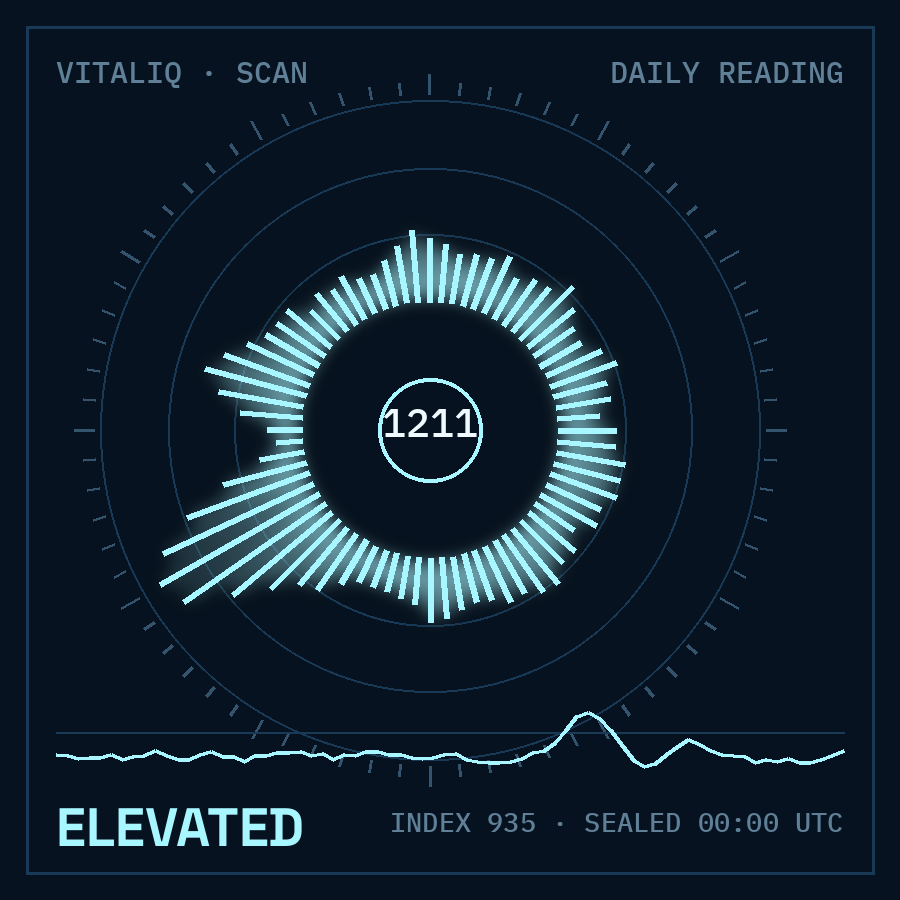 VITALIQ · SCAN
DAILY READING
1211
ELEVATED
INDEX 935 · SEALED 00:00 UTC